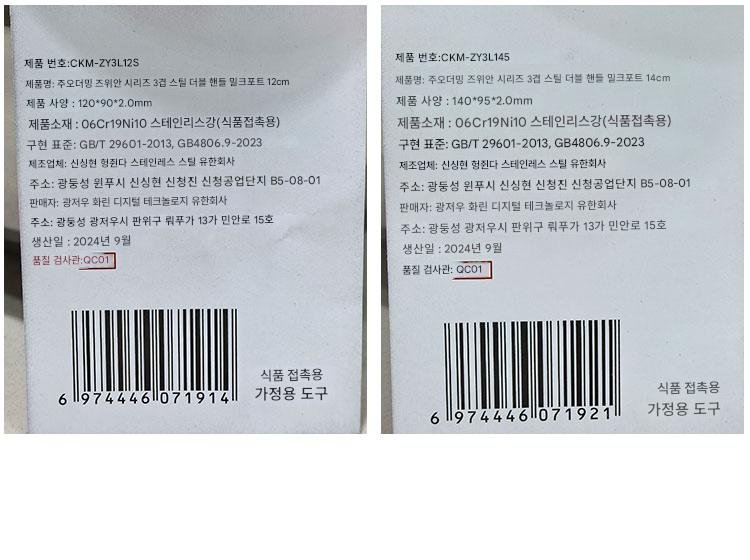 제품 번호:CKM-ZY3L12S
제품명: 주오더밍 즈위안 시리즈 3겹 스틸 더블 핸들 밀크포트 12cm
제품 사양 : 120*90*2.0mm
제품소재 : 06Cr19Ni10 스테인리스강(식품접촉용)
구현 표준: GB/T 29601-2013, GB4806.9-2023
제조업체: 신싱현 헝췬다 스테인레스 스틸 유한회사
주소: 광둥성 윈푸시 신싱현 신청진 신청공업단지 B5-08-01
판매자: 광저우 화린 디지털 테크놀로지 유한회사
주소: 광둥성 광저우시 판위구 뤄푸가 13가 민안로 15호
생산일 : 2024년 9월
품질 검사관:QC01
6 974446 071914
식품 접촉용
가정용 도구
제품 번호:CKM-ZY3L145
제품명: 주오더밍 즈위안 시리즈 3겹 스틸 더블 핸들 밀크포트 14cm
제품 사양 : 140*95*2.0mm
제품소재 : 06Cr19Ni10 스테인리스강(식품접촉용)
구현 표준: GB/T 29601-2013, GB4806.9-2023
제조업체: 신싱현 헝췬다 스테인레스 스틸 유한회사
주소: 광둥성 윈푸시 신싱현 신청진 신청공업단지 B5-08-01
판매자: 광저우 화린 디지털 테크놀로지 유한회사
주소: 광둥성 광저우시 판위구 뤄푸가 13가 민안로 15호
생산일 : 2024년 9월
품질 검사관: QC01
6 974446 071921
식품 접촉용
가정용 도구